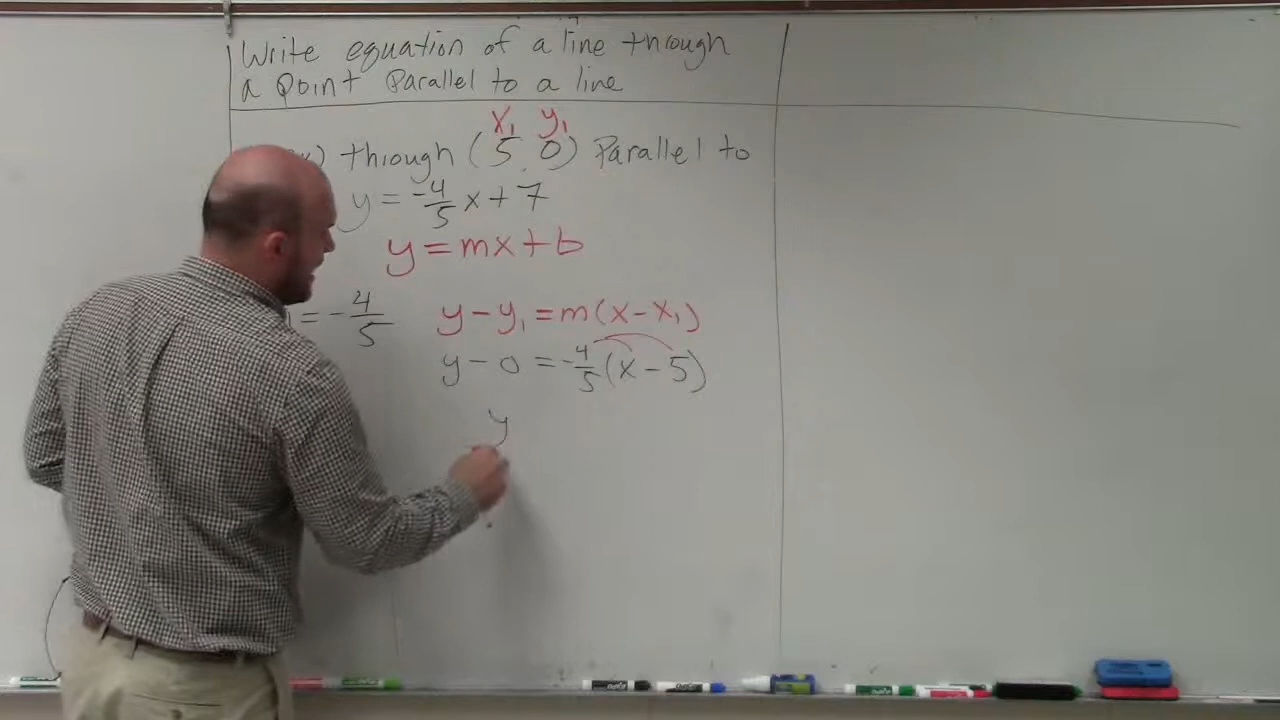 Write equation of a line through
a Point Parallel to a line
x₁ y₁
) through (5, 0) Parallel to
y = -4/5 x + 7
y = mx + b
= -4/5
y - y₁ = m(x - x₁)
y - 0 = -4/5 (x - 5)
y